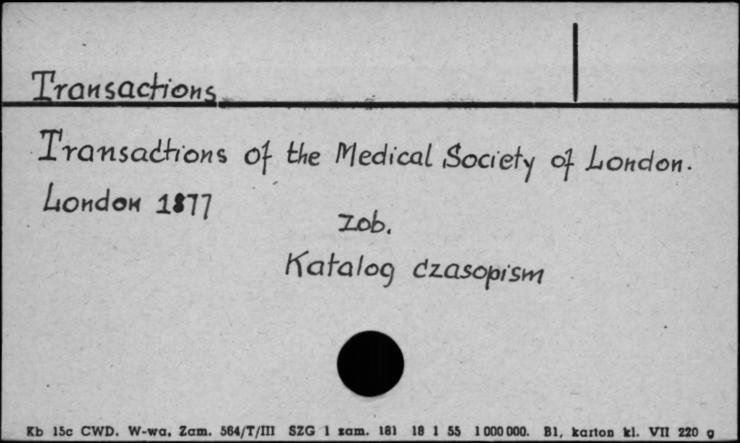 Transactions
Transactions of the Medical Society of London.
London 1877
Zob.
Katalog czasopism
Kb 15c CWD. W-wa, Zam. 564/T/III SZG 1 zam. 181 18 1 55 1 000 000. B1, karton kl. VII 220 g